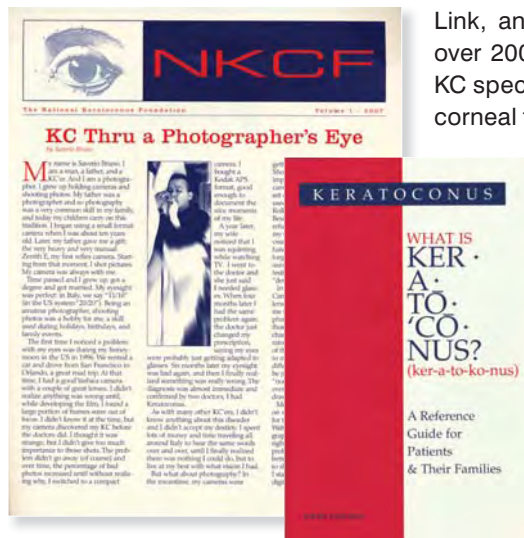 Link, an
over 200
KC spec
corneal
NKCF
The National Keratoconus Foundation Volume 1 - 2007
KC Thru a Photographer's Eye
by Saverio Bruno
My name is Saverio Bruno. I
am a man, a father, and a
KC'er. And I am a photogra-
pher. I grew up holding cameras and
shooting photos. My father was a
photographer and so photography
was a very common skill in my family,
and today my children carry on this
tradition. I began using a small format
camera when I was about ten years
old. Later, my father gave me a gift:
the very heavy and very manual
Zenith E, my first reflex camera. Start-
ing from that moment, I shot pictures.
My camera was always with me.
Time passed and I grew up, got a
degree and got married. My eyesight
was perfect: in Italy, we say "11/10"
(in the US system "20/20"). Being an
amateur photographer, shooting
photos was a hobby for me, a skill
used during holidays, birthdays, and
family events.
The first time I noticed a problem
with my eyes was during my honey-
moon in the US in 1996. We rented a
car and drove from San Francisco to
Orlando, a great road trip. At that
time, I had a good Yashica camera
with a couple of great lenses. I didn't
realize anything was wrong until,
while developing the film, I found a
large portion of frames were out of
focus. I didn't know it at the time, but
my camera discovered my KC before
the doctors did. I thought it was
strange, but I didn't give too much
importance to those shots. The prob-
lem didn't go away (of course) and
over time, the percentage of bad
photos increased until without realiz-
ing why, I switched to a compact
camera. I
bought a
Kodak APS
format, good
enough to
document the
nice moments
of my life.
A year later,
my wife
noticed that I
was squinting
while watching
TV. I went to
the doctor and
she just said
"I needed glass-
es. When four
months later I
had the same
problem again,
the doctor just
changed my
prescription,
saying my eyes
were probably just getting adapted to
glasses. Six months later my eyesight
was bad again, and then I finally real-
ized something was really wrong. The
diagnosis was almost immediate and
confirmed by two doctors, I had
Keratoconus.
As with many other KC'ers, I didn't
know anything about this disorder
and I didn't accept my destiny. I spent
lots of money and time traveling all
around Italy to hear the same words
over and over, until I finally realized
there was nothing I could do, but to
live at my best with what vision I had.
But what about photography? In
the meantime, my cameras were
KERATOCONUS
WHAT IS
KER ·
A ·
TŌ ·
'CŌ ·
NUS?
(ker-a-to-ko-nus)
A Reference
Guide for
Patients
& Their Families